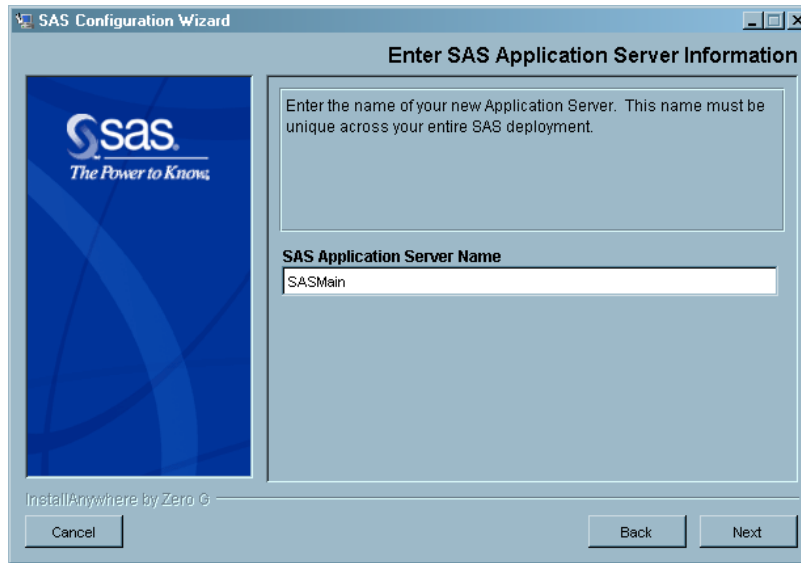 SAS Configuration Wizard
Enter SAS Application Server Information
sas.
The Power to Know.
Enter the name of your new Application Server. This name must be
unique across your entire SAS deployment.
SAS Application Server Name
SASMain
InstallAnywhere by Zero G
Cancel
Back
Next